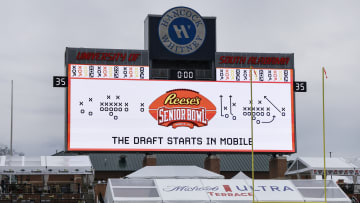 HANCOCK
WHITNEY
UNIVERSITY OF
SOUTH ALABAMA
35
0:00
35
Reese's
SENIOR BOWL
THE DRAFT STARTS IN MOBILE
MICHELOB ULTRA
TERRACE